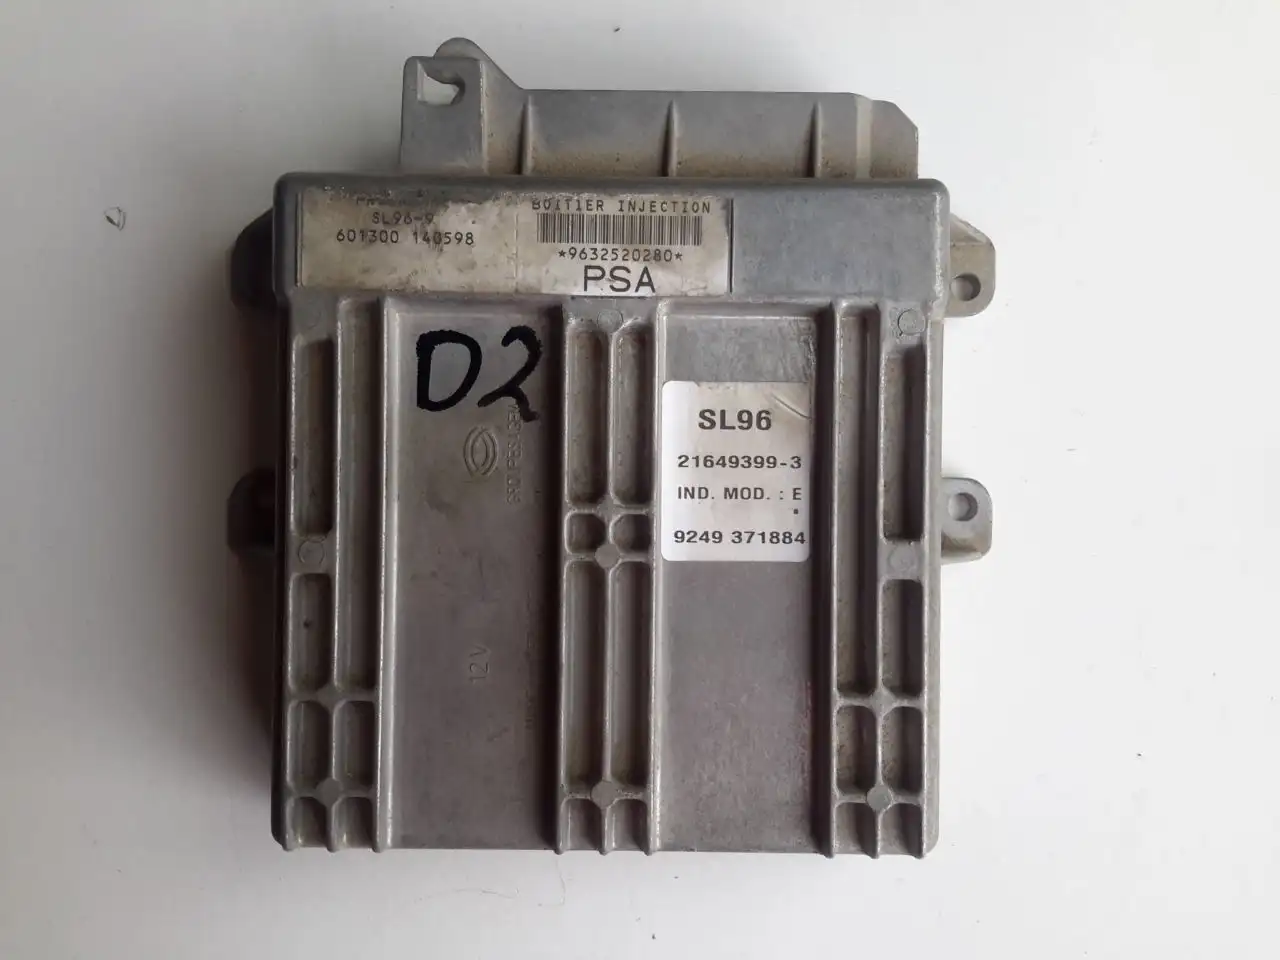 SL96-9
601300 140598
BOITIER INJECTION
*9632520280*
PSA
D2
SL96
21649399-3
IND. MOD. : E
9249 371884
12V